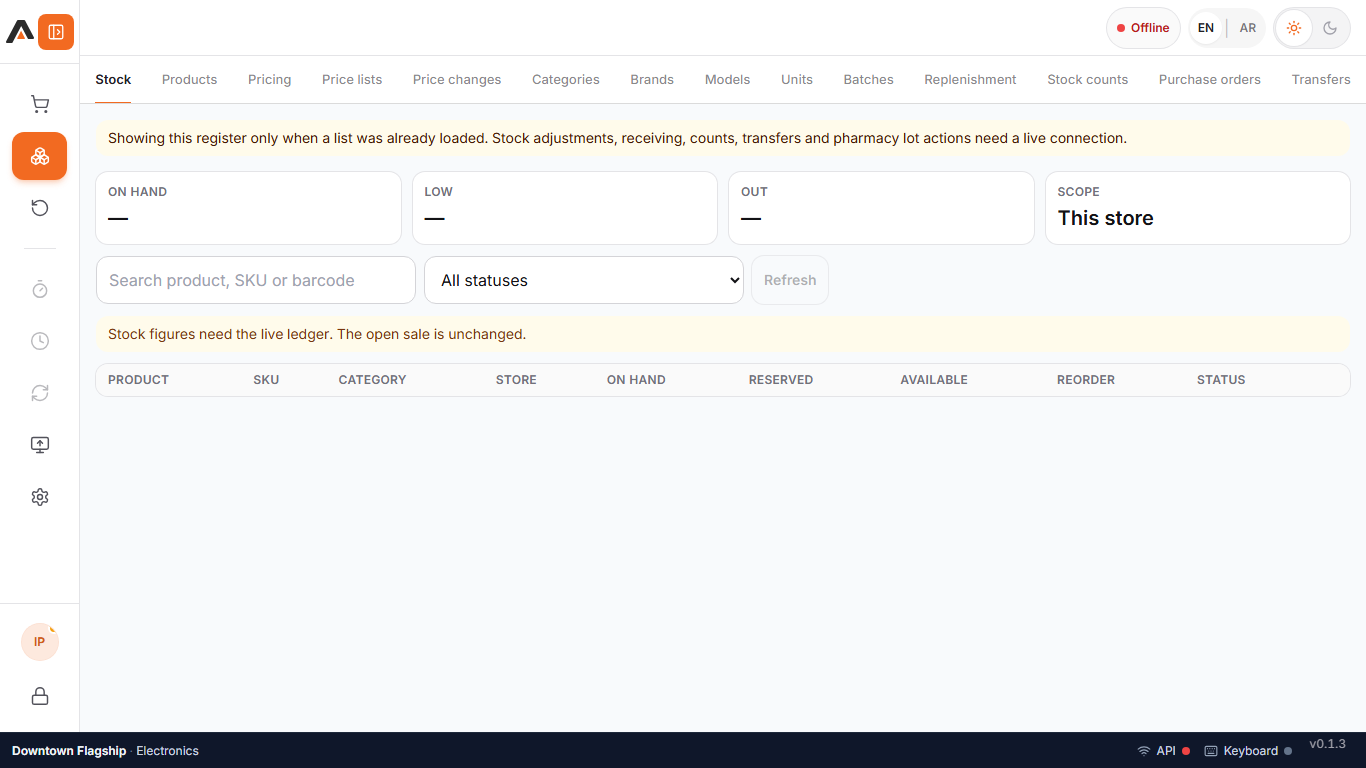 Offline
EN
AR
Stock
Products
Pricing
Price lists
Price changes
Categories
Brands
Models
Units
Batches
Replenishment
Stock counts
Purchase orders
Transfers
Showing this register only when a list was already loaded. Stock adjustments, receiving, counts, transfers and pharmacy lot actions need a live connection.
ON HAND
—
LOW
—
OUT
—
SCOPE
This store
Search product, SKU or barcode
All statuses
Refresh
Stock figures need the live ledger. The open sale is unchanged.
PRODUCT
SKU
CATEGORY
STORE
ON HAND
RESERVED
AVAILABLE
REORDER
STATUS
IP
Downtown Flagship · Electronics
API
Keyboard
v0.1.3